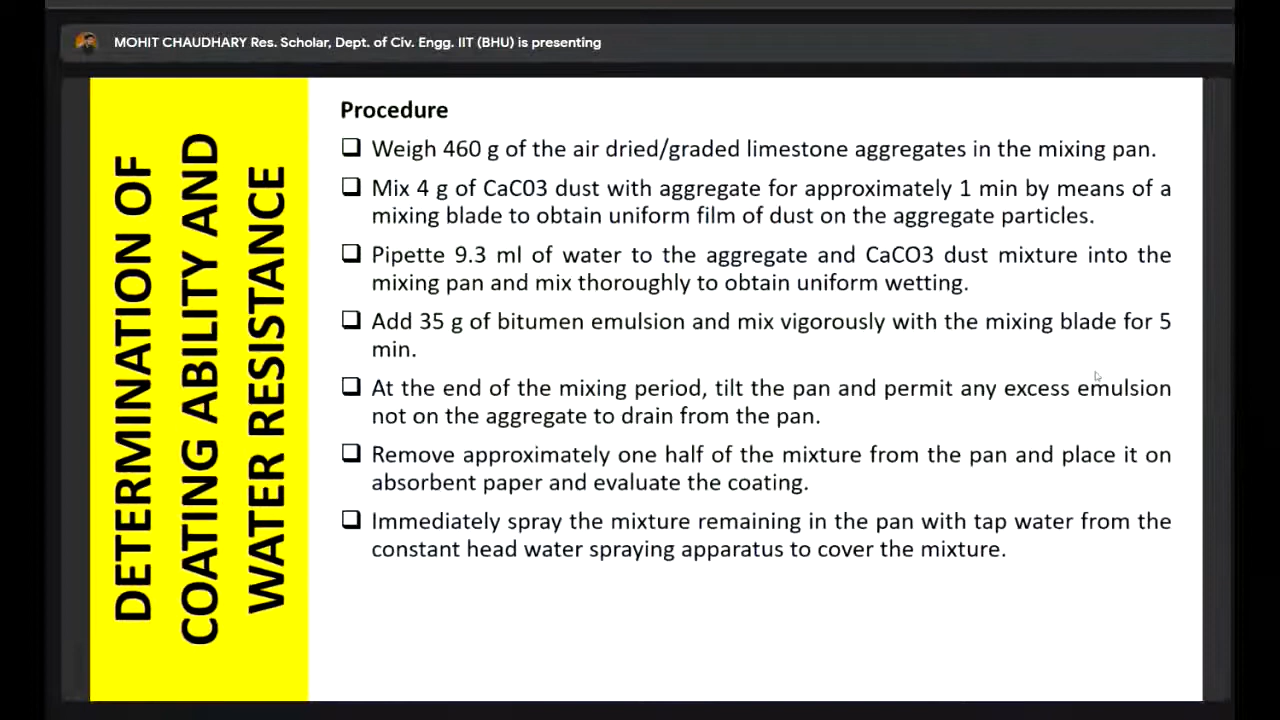 MOHIT CHAUDHARY Res. Scholar, Dept. of Civ. Engg. IIT (BHU) is presenting
DETERMINATION OF
COATING ABILITY AND
WATER RESISTANCE
Procedure
Weigh 460 g of the air dried/graded limestone aggregates in the mixing pan.
Mix 4 g of CaC03 dust with aggregate for approximately 1 min by means of a
mixing blade to obtain uniform film of dust on the aggregate particles.
Pipette 9.3 ml of water to the aggregate and CaCO3 dust mixture into the
mixing pan and mix thoroughly to obtain uniform wetting.
Add 35 g of bitumen emulsion and mix vigorously with the mixing blade for 5
min.
At the end of the mixing period, tilt the pan and permit any excess emulsion
not on the aggregate to drain from the pan.
Remove approximately one half of the mixture from the pan and place it on
absorbent paper and evaluate the coating.
Immediately spray the mixture remaining in the pan with tap water from the
constant head water spraying apparatus to cover the mixture.